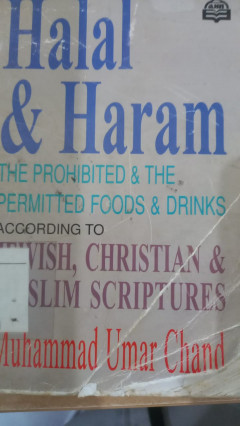 Halal
& Haram
THE PROHIBITED & THE
PERMITTED FOODS & DRINKS
ACCORDING TO
JEWISH, CHRISTIAN &
MUSLIM SCRIPTURES
Muhammad Umar Chand